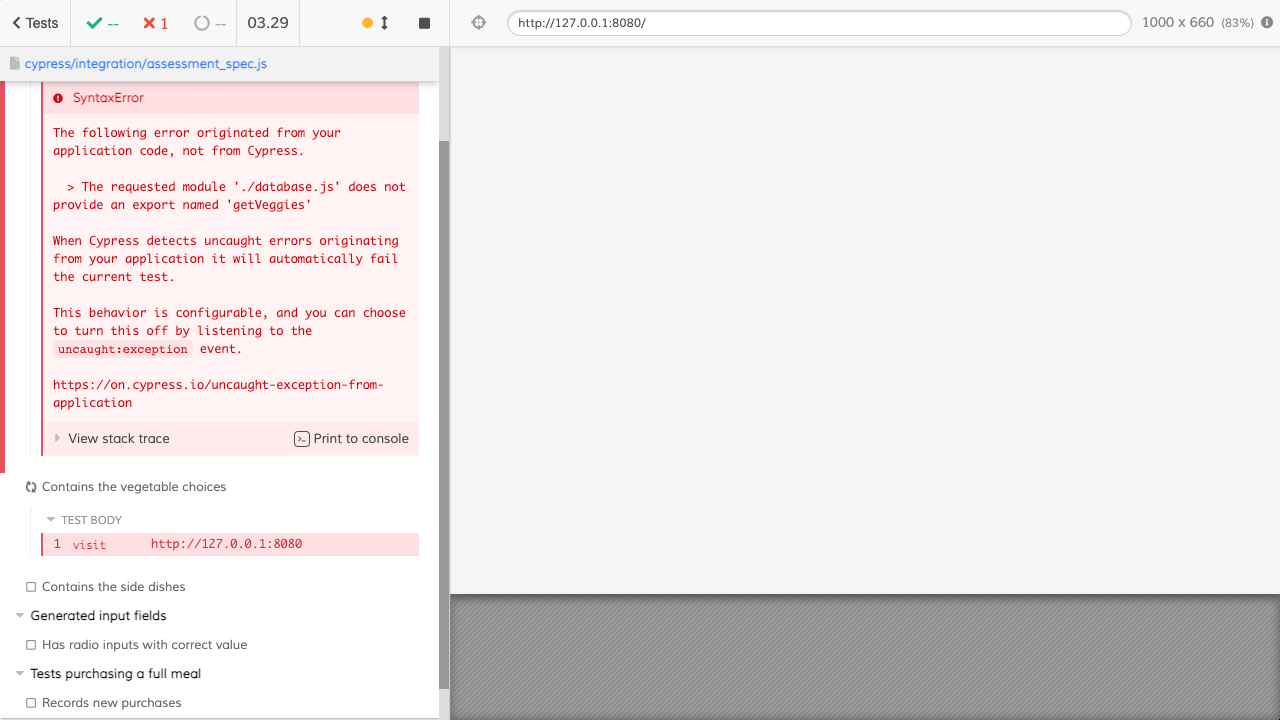 Tests
--
1
--
03.29
http://127.0.0.1:8080/
1000 x 660 (83%)
cypress/integration/assessment_spec.js
SyntaxError
The following error originated from your
application code, not from Cypress.
> The requested module './database.js' does not
provide an export named 'getVeggies'
When Cypress detects uncaught errors originating
from your application it will automatically fail
the current test.
This behavior is configurable, and you can choose
to turn this off by listening to the
uncaught:exception event.
https://on.cypress.io/uncaught-exception-from-
application
View stack trace
Print to console
Contains the vegetable choices
TEST BODY
1 visit http://127.0.0.1:8080
Contains the side dishes
Generated input fields
Has radio inputs with correct value
Tests purchasing a full meal
Records new purchases